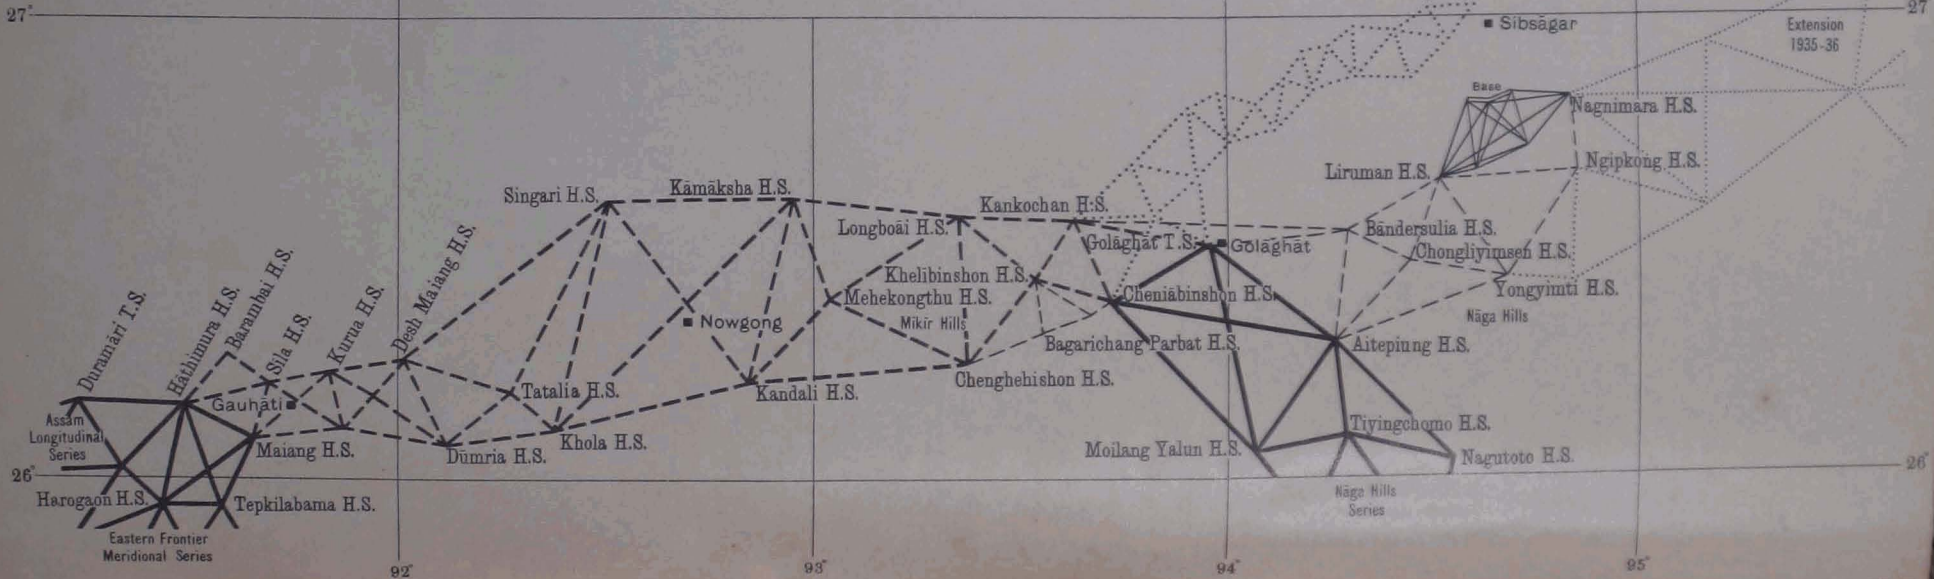 27°
27
Sibsāgar
Extension
1935-36
Base
Nagnimara H.S.
Ngipkong H.S.
Liruman H.S.
Singari H.S.
Kāmāksha H.S.
Kankochan H.S.
Longboāi H.S.
Bāndersulia H.S.
Golāghāt T.S.
Golāghāt
Chongliyimsen H.S.
Khelibinshon H.S.
Yongyimti H.S.
Cheniābinshon H.S.
Mehekongthu H.S.
Mikir Hills
Nāga Hills
Nowgong
Duramāri T.S.
Hāthimura H.S.
Barambai H.S.
Sila H.S.
Kurua H.S.
Desh Maiang H.S.
Bagarichang Parbat H.S.
Aitepiung H.S.
Chenghehishon H.S.
Tatalia H.S.
Kandali H.S.
Gauhāti
Assam
Longitudinal
Series
Tiyingchomo H.S.
Khola H.S.
Maiang H.S.
Dūmria H.S.
Moilang Yalun H.S.
Nagutoto H.S.
26°
26°
Harogaon H.S.
Tepkilabama H.S.
Nāga Hills
Series
Eastern Frontier
Meridional Series
92°
93°
94°
95°